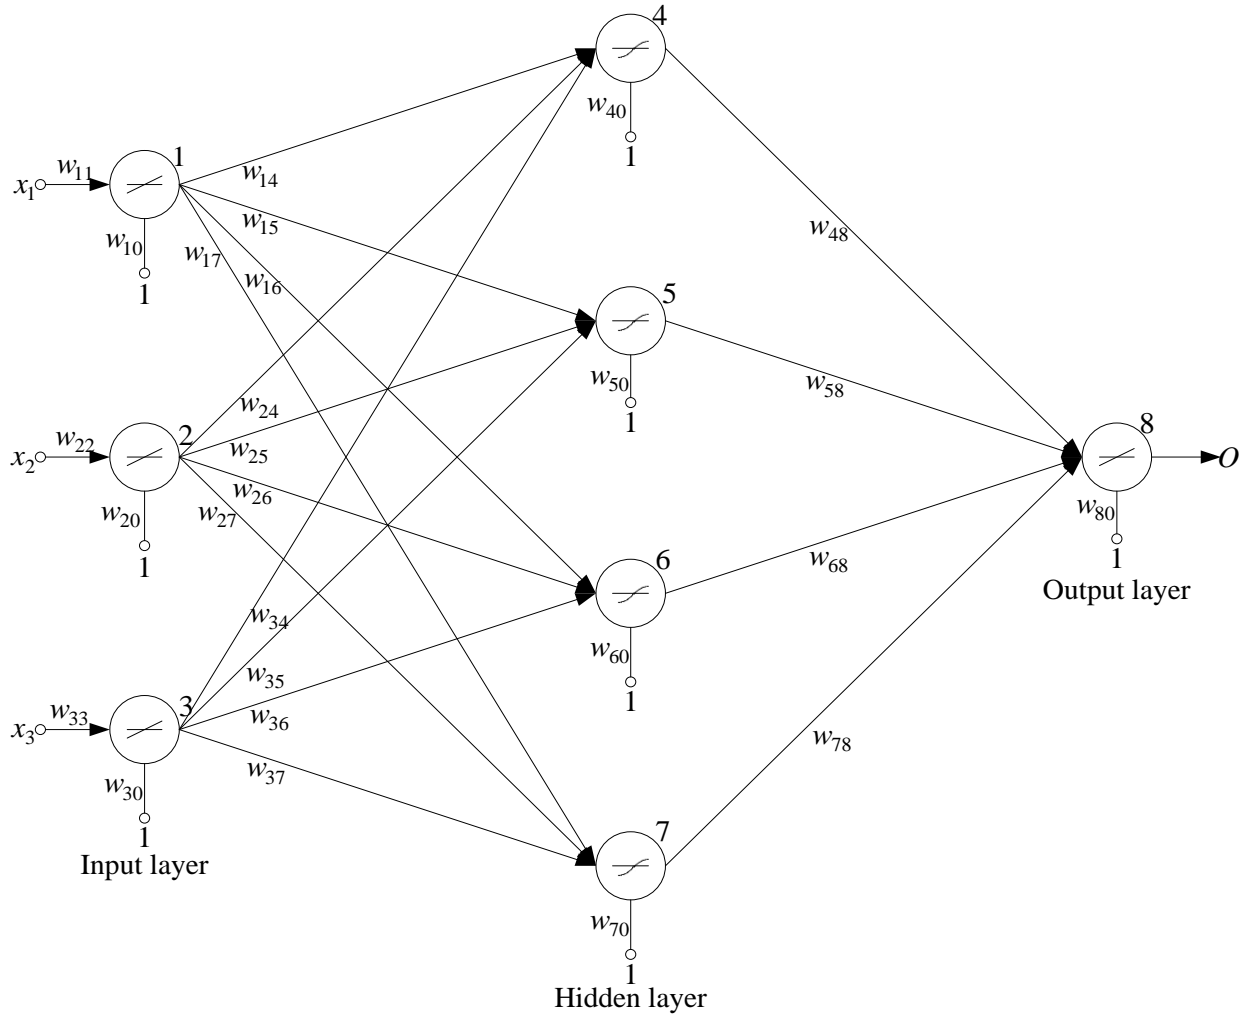 4
w40
1
1
w11
x1
w10
1
w14
w15
w17
w16
w48
5
w50
1
w58
2
w22
x2
w20
1
w24
w25
w26
w27
8
O
w80
1
Output layer
6
w60
1
w68
3
w33
x3
w30
1
Input layer
w34
w35
w36
w37
w78
7
w70
1
Hidden layer